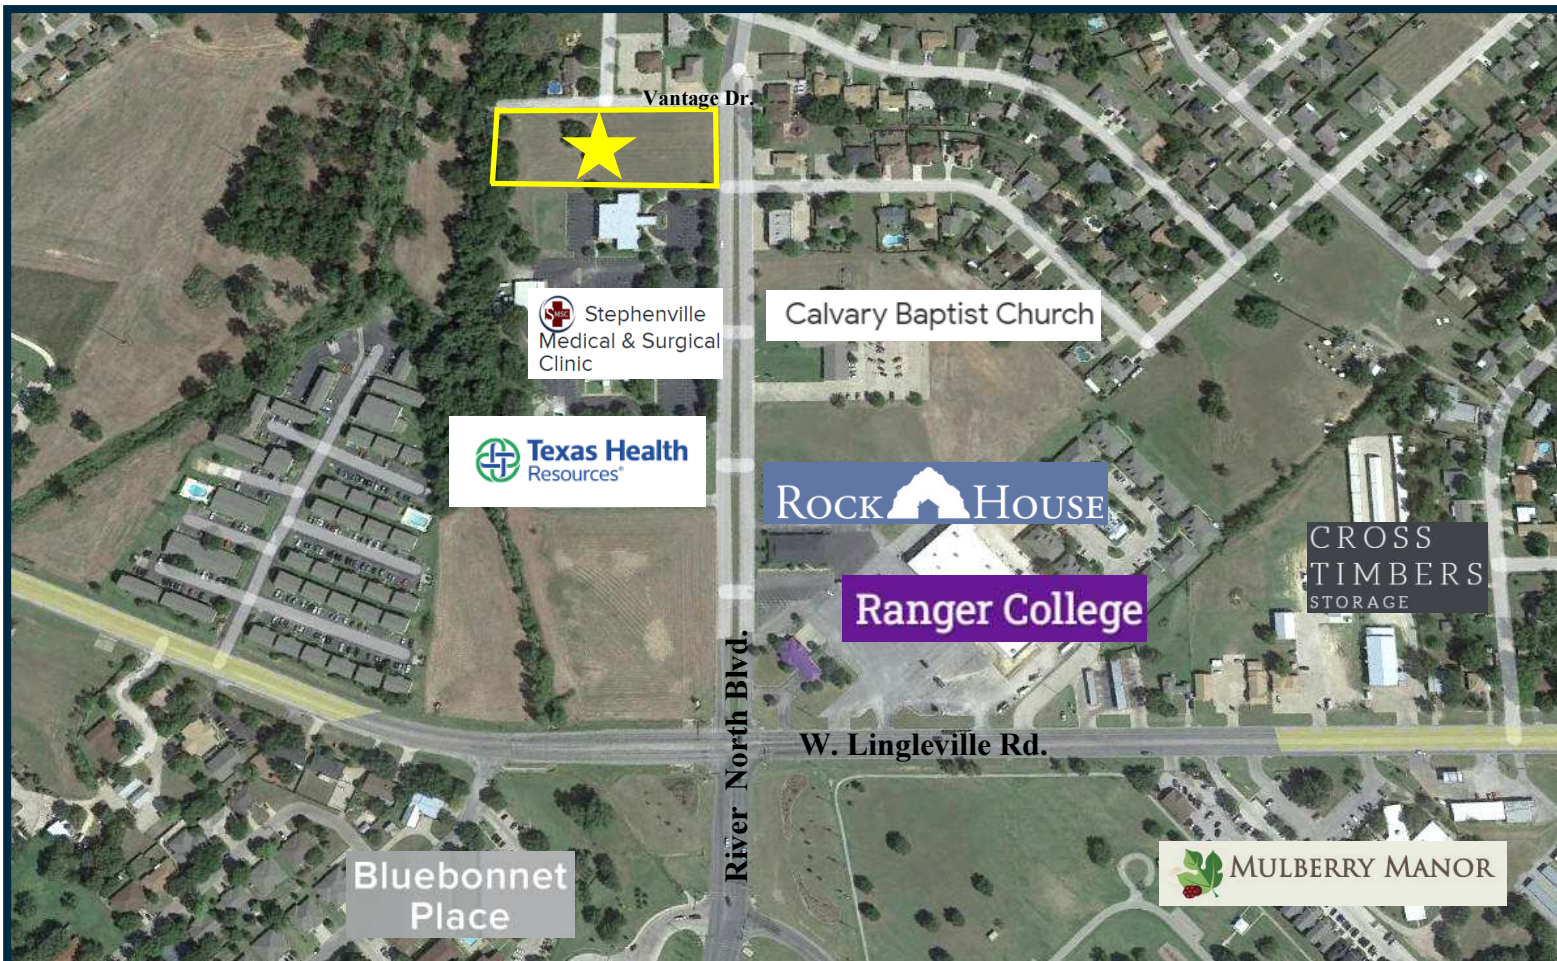 Vantage Dr.
SMSC
Stephenville
Medical & Surgical
Clinic
Calvary Baptist Church
Texas Health
Resources®
ROCK HOUSE
CROSS
TIMBERS
STORAGE
Ranger College
River North Blvd.
W. Lingleville Rd.
Bluebonnet
Place
MULBERRY MANOR